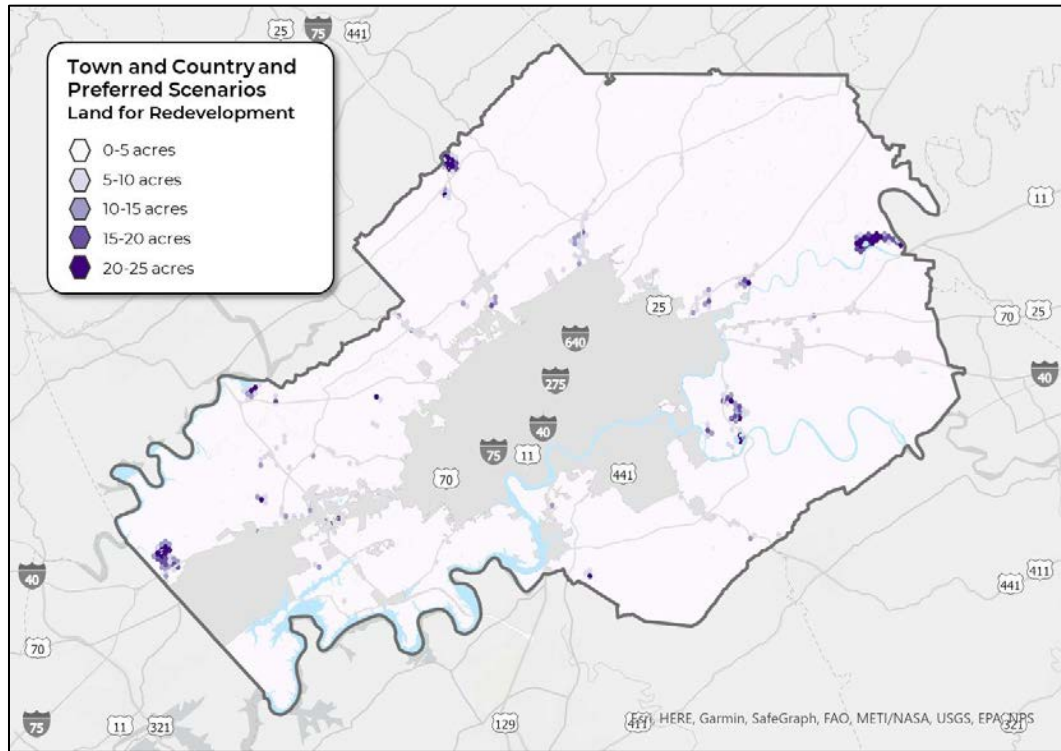 25
75
441
Town and Country and
Preferred Scenarios
Land for Redevelopment
0-5 acres
5-10 acres
10-15 acres
15-20 acres
20-25 acres
11
25
70
25
640
40
275
40
75
11
70
441
40
411
441
70
75
11
321
129
411
321
Esri, HERE, Garmin, SafeGraph, FAO, METI/NASA, USGS, EPA, NPS